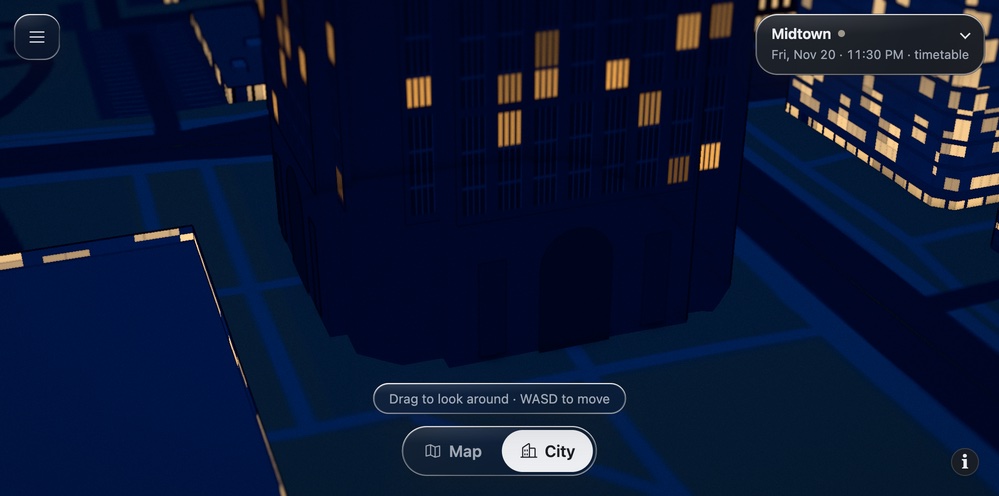 Midtown
Fri, Nov 20 · 11:30 PM · timetable
Drag to look around · WASD to move
Map
City
i